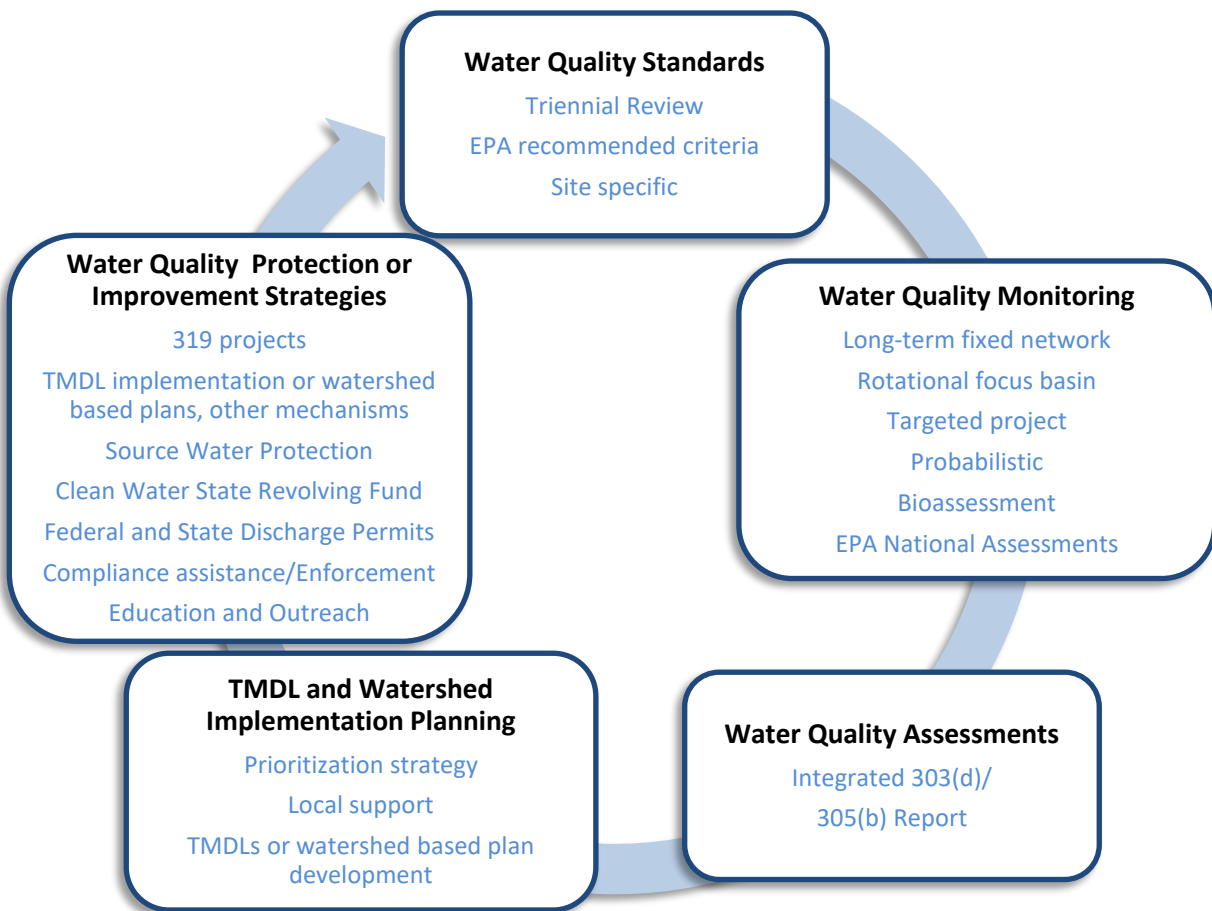 Water Quality Standards
Triennial Review
EPA recommended criteria
Site specific
Water Quality Monitoring
Long-term fixed network
Rotational focus basin
Targeted project
Probabilistic
Bioassessment
EPA National Assessments
Water Quality Assessments
Integrated 303(d)/
305(b) Report
TMDL and Watershed
Implementation Planning
Prioritization strategy
Local support
TMDLs or watershed based plan
development
Water Quality  Protection or
Improvement Strategies
319 projects
TMDL implementation or watershed
based plans, other mechanisms
Source Water Protection
Clean Water State Revolving Fund
Federal and State Discharge Permits
Compliance assistance/Enforcement
Education and Outreach